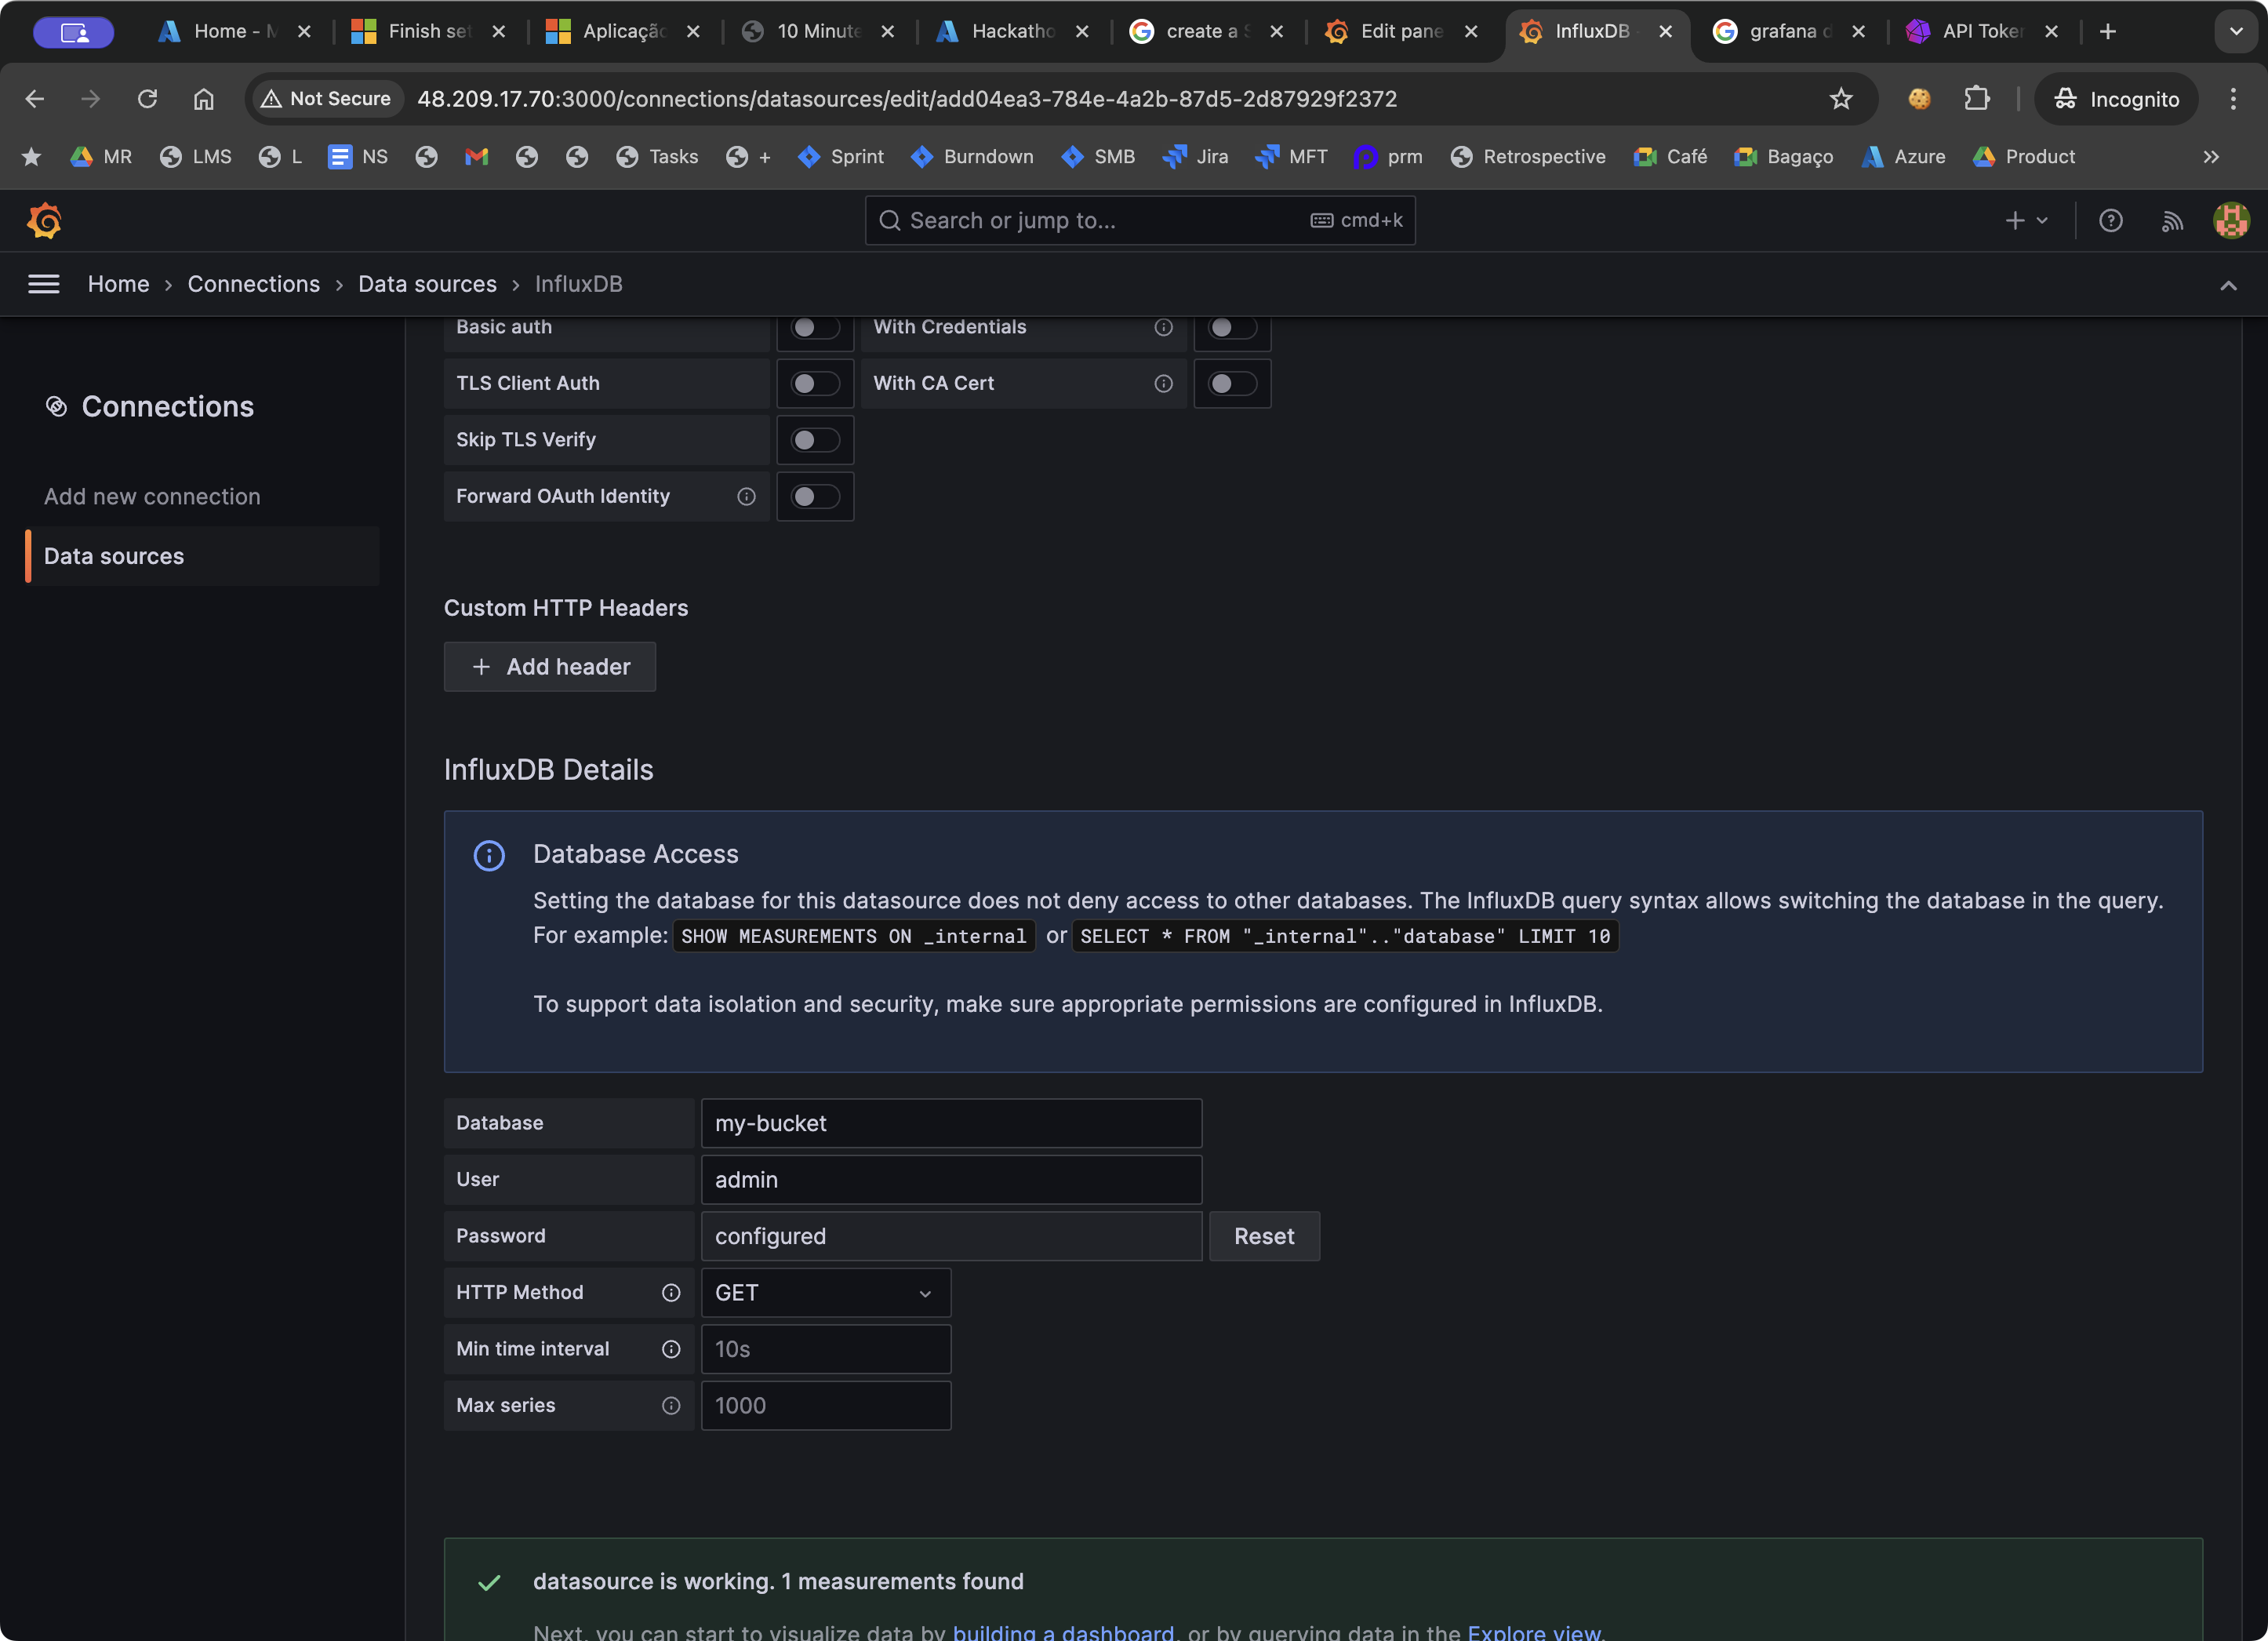 Home - M
Finish set
Aplicação
10 Minute
Hackatho
create a S
Edit pane
InfluxDB
grafana d
API Token
Not Secure
48.209.17.70:3000/connections/datasources/edit/add04ea3-784e-4a2b-87d5-2d87929f2372
Incognito
MR
LMS
L
NS
Tasks
+
Sprint
Burndown
SMB
Jira
MFT
prm
Retrospective
Café
Bagaço
Azure
Product
Search or jump to...
cmd+k
Home › Connections › Data sources › InfluxDB
Connections
Add new connection
Data sources
Basic auth
With Credentials
TLS Client Auth
With CA Cert
Skip TLS Verify
Forward OAuth Identity
Custom HTTP Headers
+ Add header
InfluxDB Details
Database Access
Setting the database for this datasource does not deny access to other databases. The InfluxDB query syntax allows switching the database in the query.
For example: SHOW MEASUREMENTS ON _internal or SELECT * FROM "_internal".."database" LIMIT 10
To support data isolation and security, make sure appropriate permissions are configured in InfluxDB.
Database
my-bucket
User
admin
Password
configured
Reset
HTTP Method
GET
Min time interval
10s
Max series
1000
datasource is working. 1 measurements found
Next, you can start to visualize data by building a dashboard, or by querying data in the Explore view.